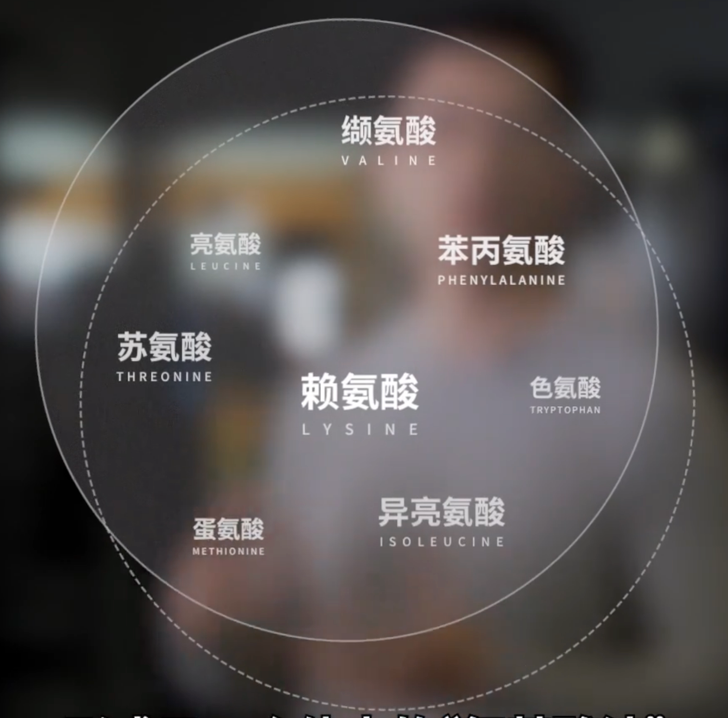 缬氨酸
VALINE
亮氨酸
LEUCINE
苯丙氨酸
PHENYLALANINE
苏氨酸
THREONINE
赖氨酸
LYSINE
色氨酸
TRYPTOPHAN
异亮氨酸
ISOLEUCINE
蛋氨酸
METHIONINE